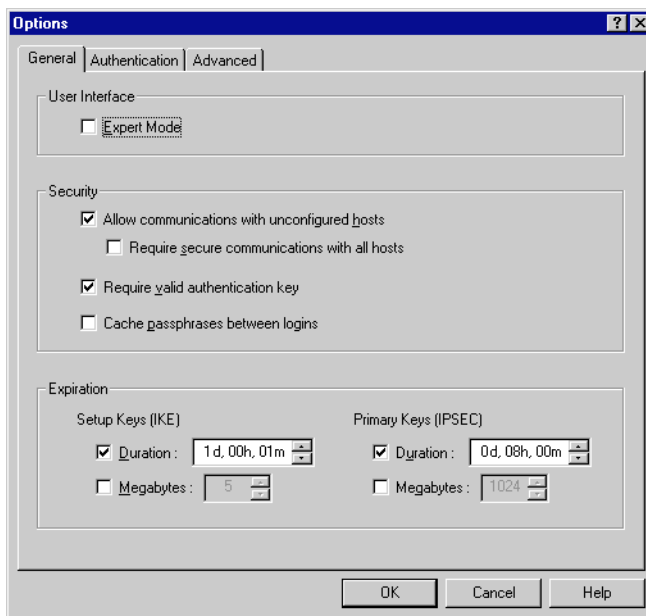 Options
General Authentication Advanced
User Interface
Expert Mode
Security
Allow communications with unconfigured hosts
Require secure communications with all hosts
Require valid authentication key
Cache passphrases between logins
Expiration
Setup Keys (IKE) Primary Keys (IPSEC)
Duration : 1d, 00h, 01m Duration : 0d, 08h, 00m
Megabytes : 5 Megabytes : 1024
OK Cancel Help